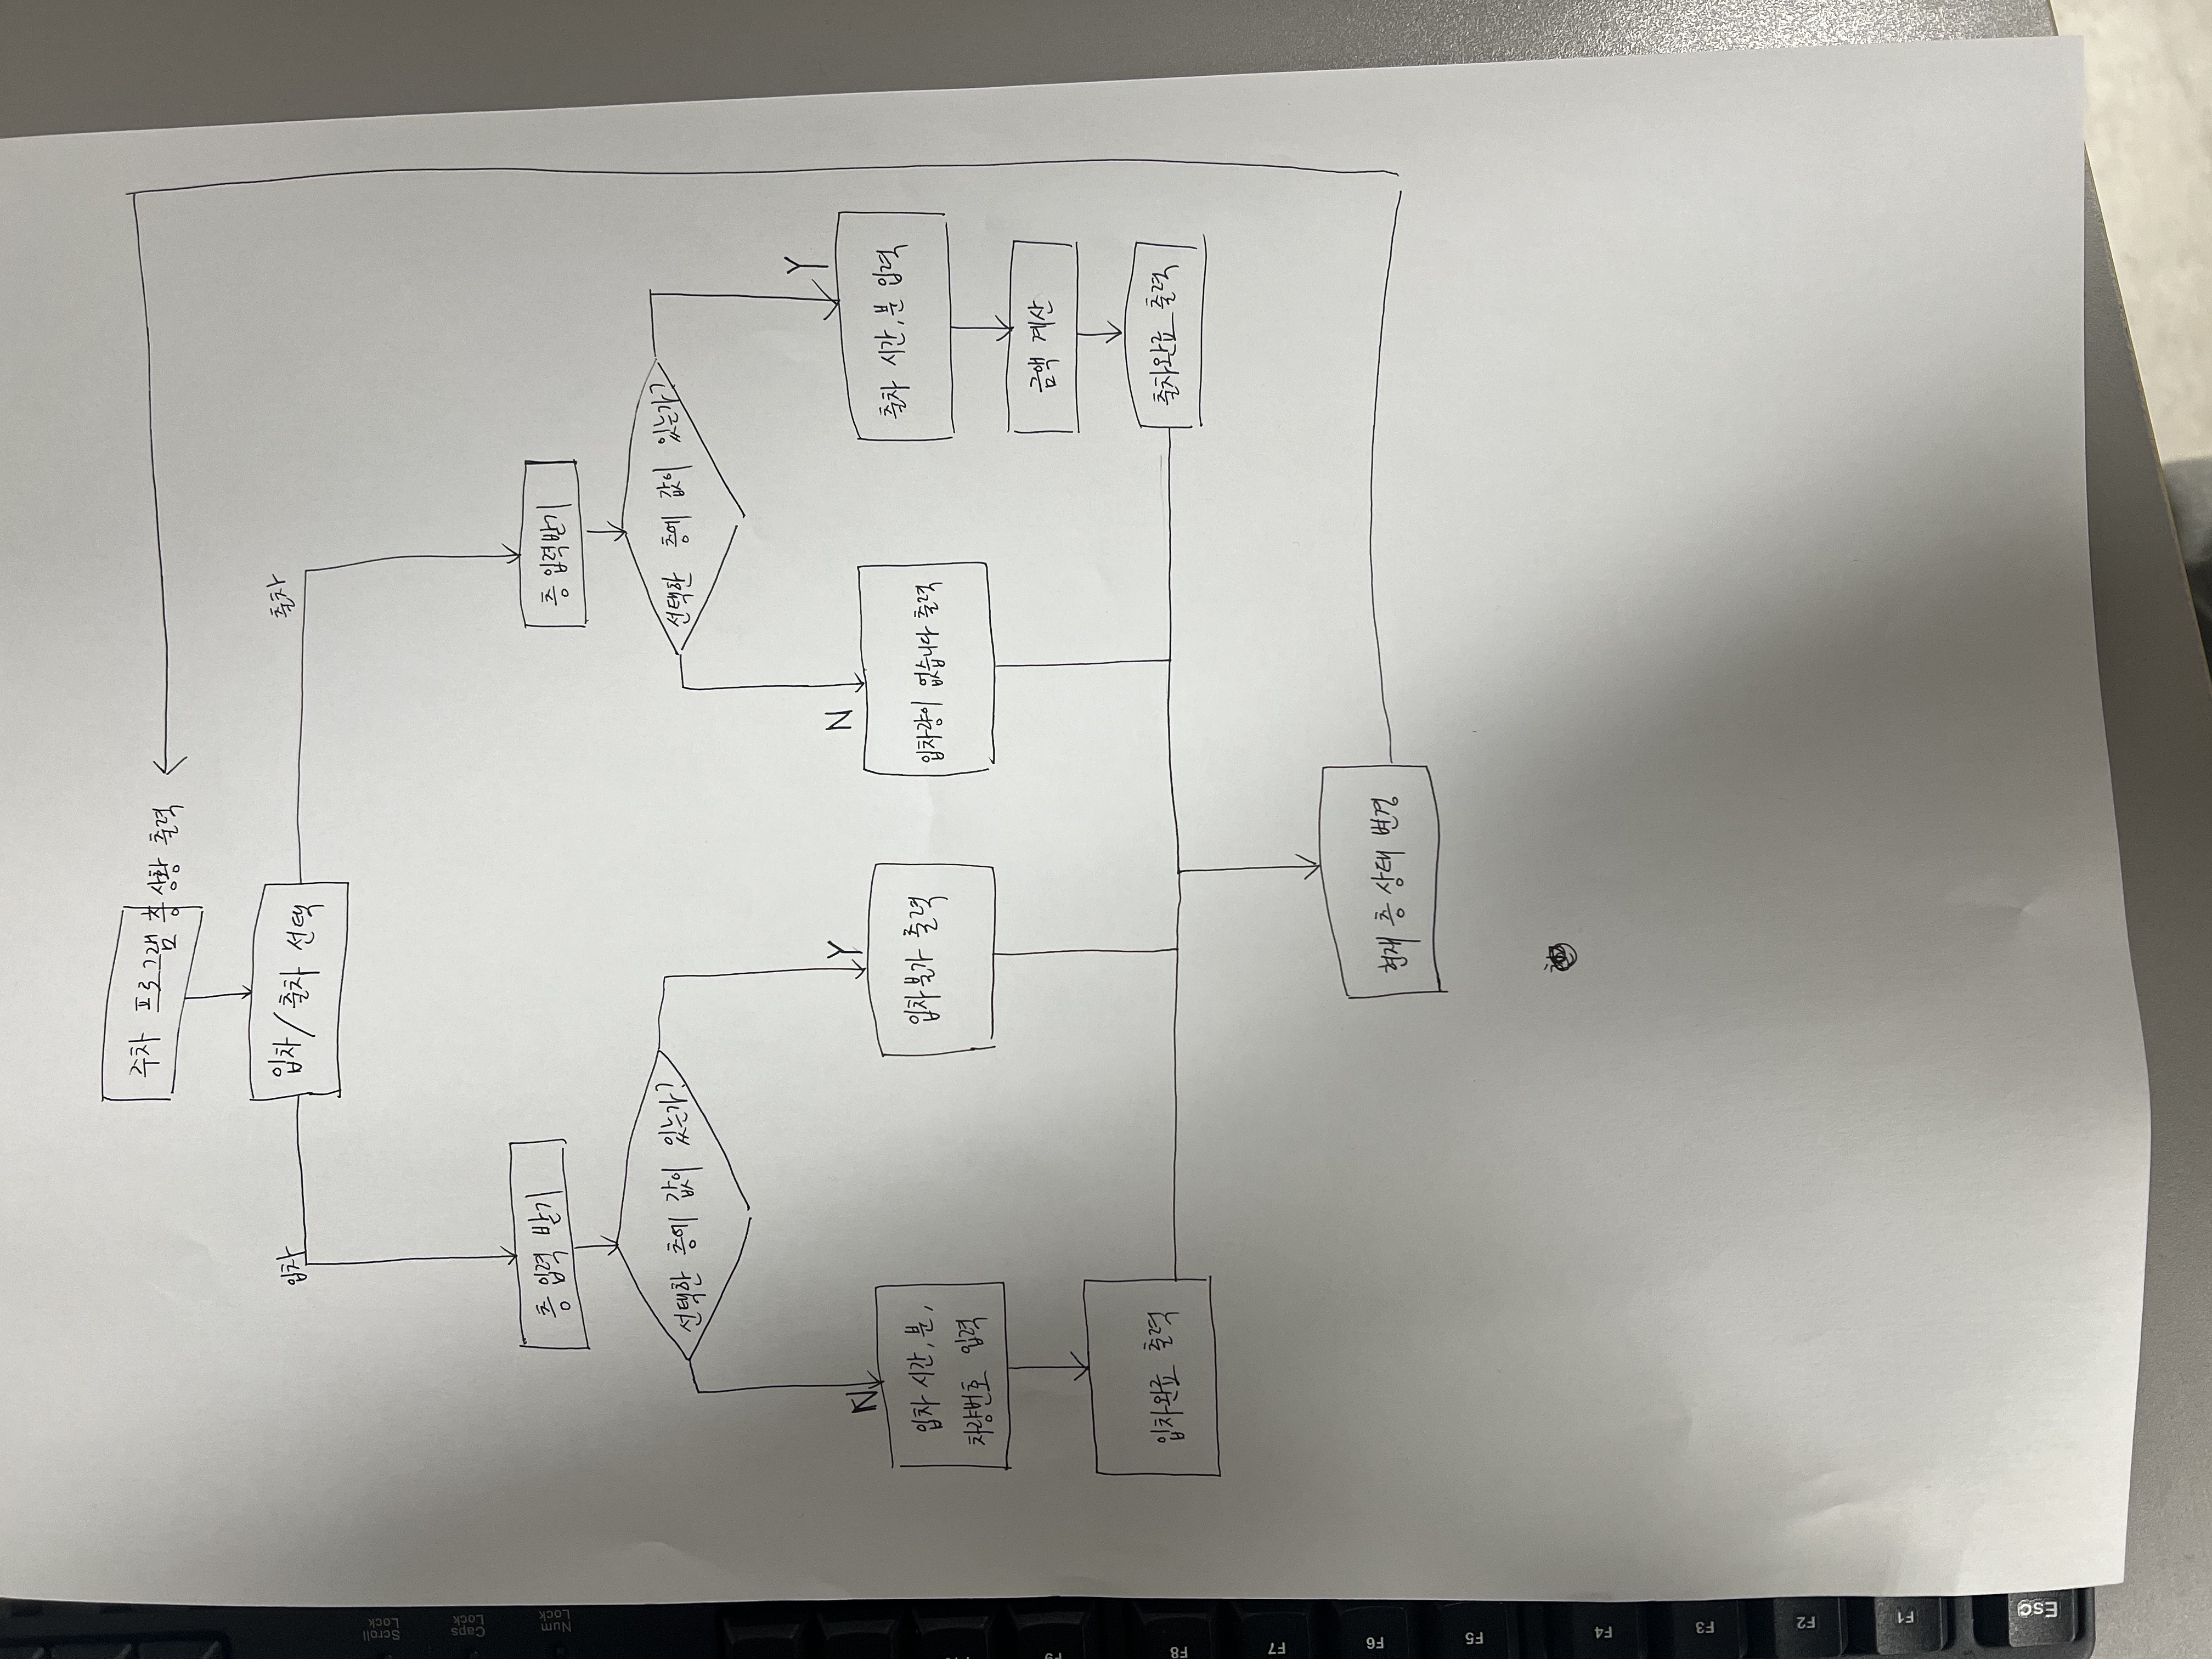 주차 프로그램 층 상황 출력
입차/출차 선택
입차
출차
층 입력 받기
층 입력받기
선택한 층에 값이 있는가?
선택한 층에 값이 있는가?
N
Y
N
Y
입차 시간, 분,
차량번호 입력
입차불가 출력
입차량이 없습니다 출력
출차 시간, 분 입력
금액 계산
입차완료 출력
출차완료 출력
현재 층 상태 변경
Scroll
Lock
Caps
Lock
Num
Lock
F9
F8
F7
F6
F5
F4
F3
F2
F1
Esc